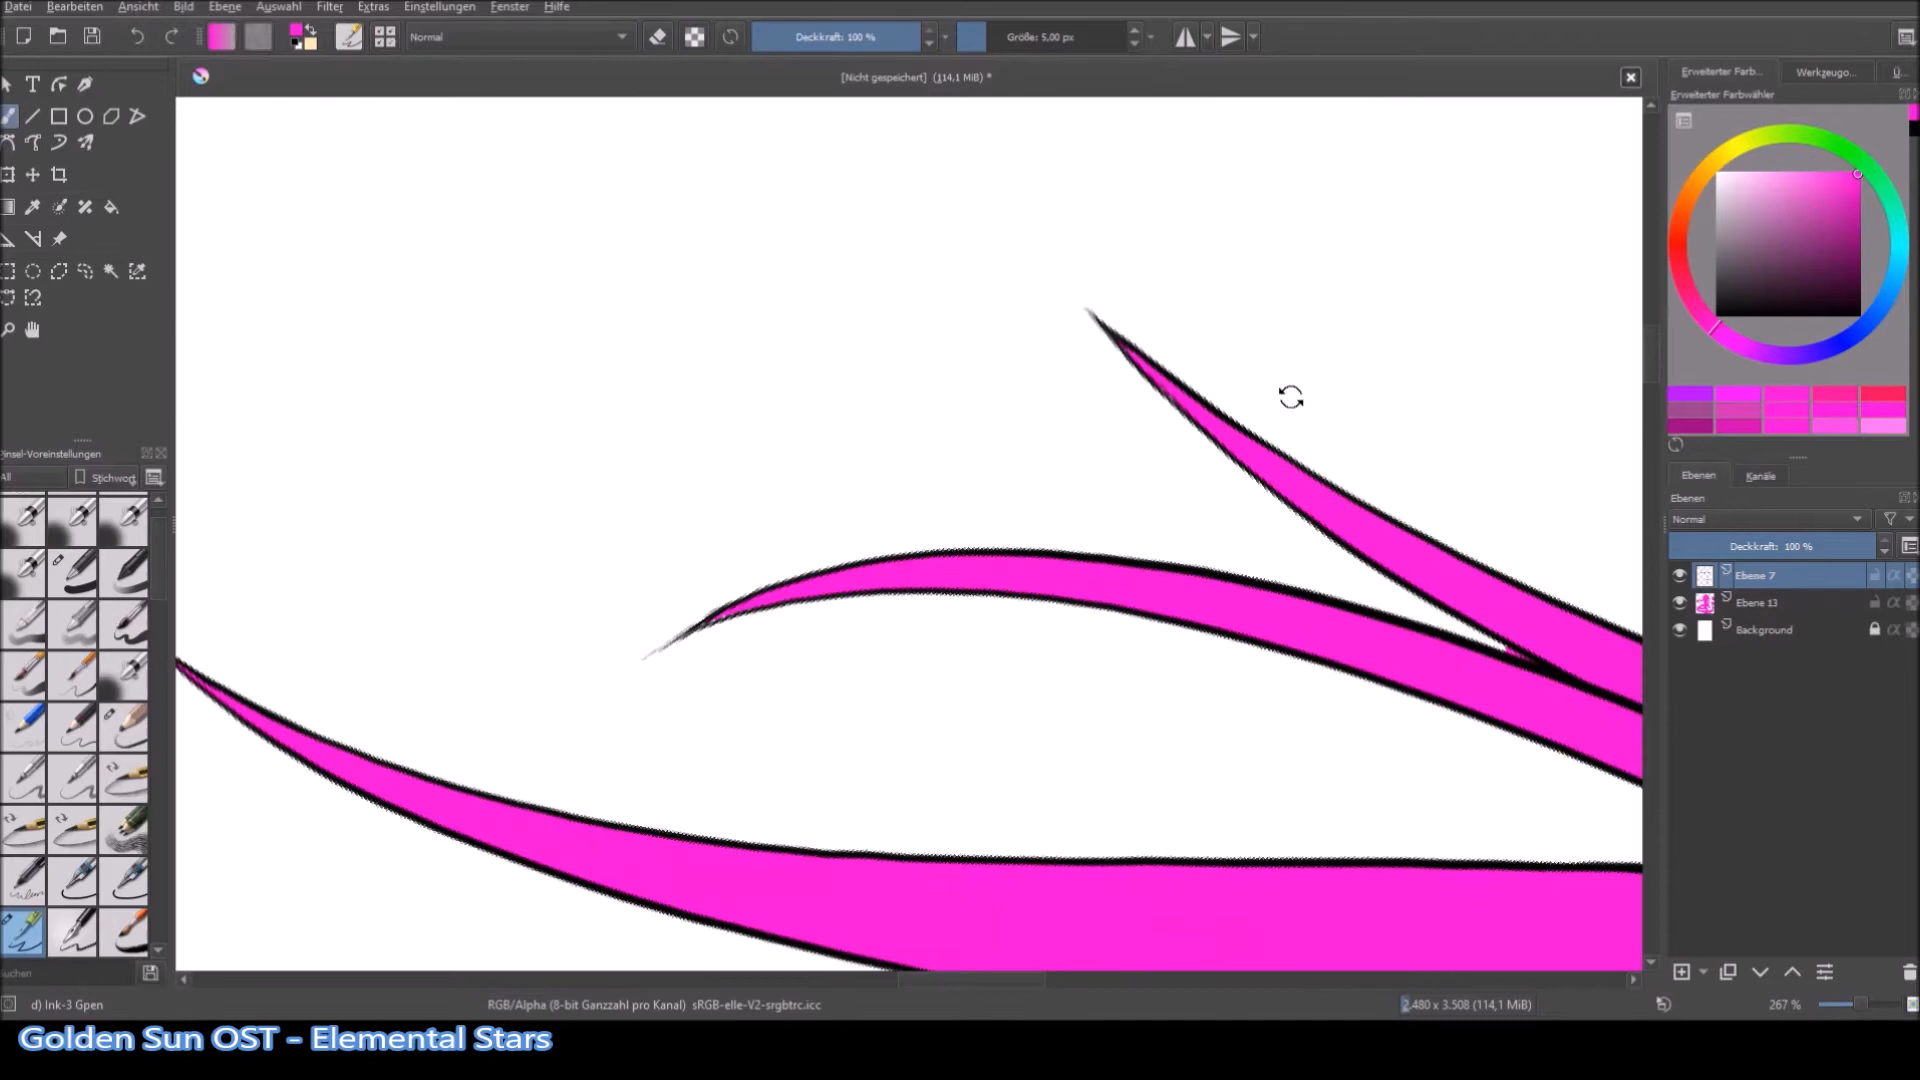 Datei Bearbeiten Ansicht Bild Ebene Auswahl Filter Extras Einstellungen Fenster Hilfe
Normal
Deckkraft: 100 %
Größe: 5,00 px
[Nicht gespeichert] (114,1 MiB) *
Erweiterter Farb...
Werkzeugo...
Ü...
Erweiterter Farbwähler
insel-Voreinstellungen
All
Stichwort
Ebenen
Kanäle
Ebenen
Normal
Deckkraft: 100 %
Ebene 7
Ebene 13
Background
Suchen
d) Ink-3 Gpen
RGB/Alpha (8-bit Ganzzahl pro Kanal) sRGB-elle-V2-srgbtrc.icc
2.480 x 3.508 (114,1 MiB)
267 %
Golden Sun OST - Elemental Stars